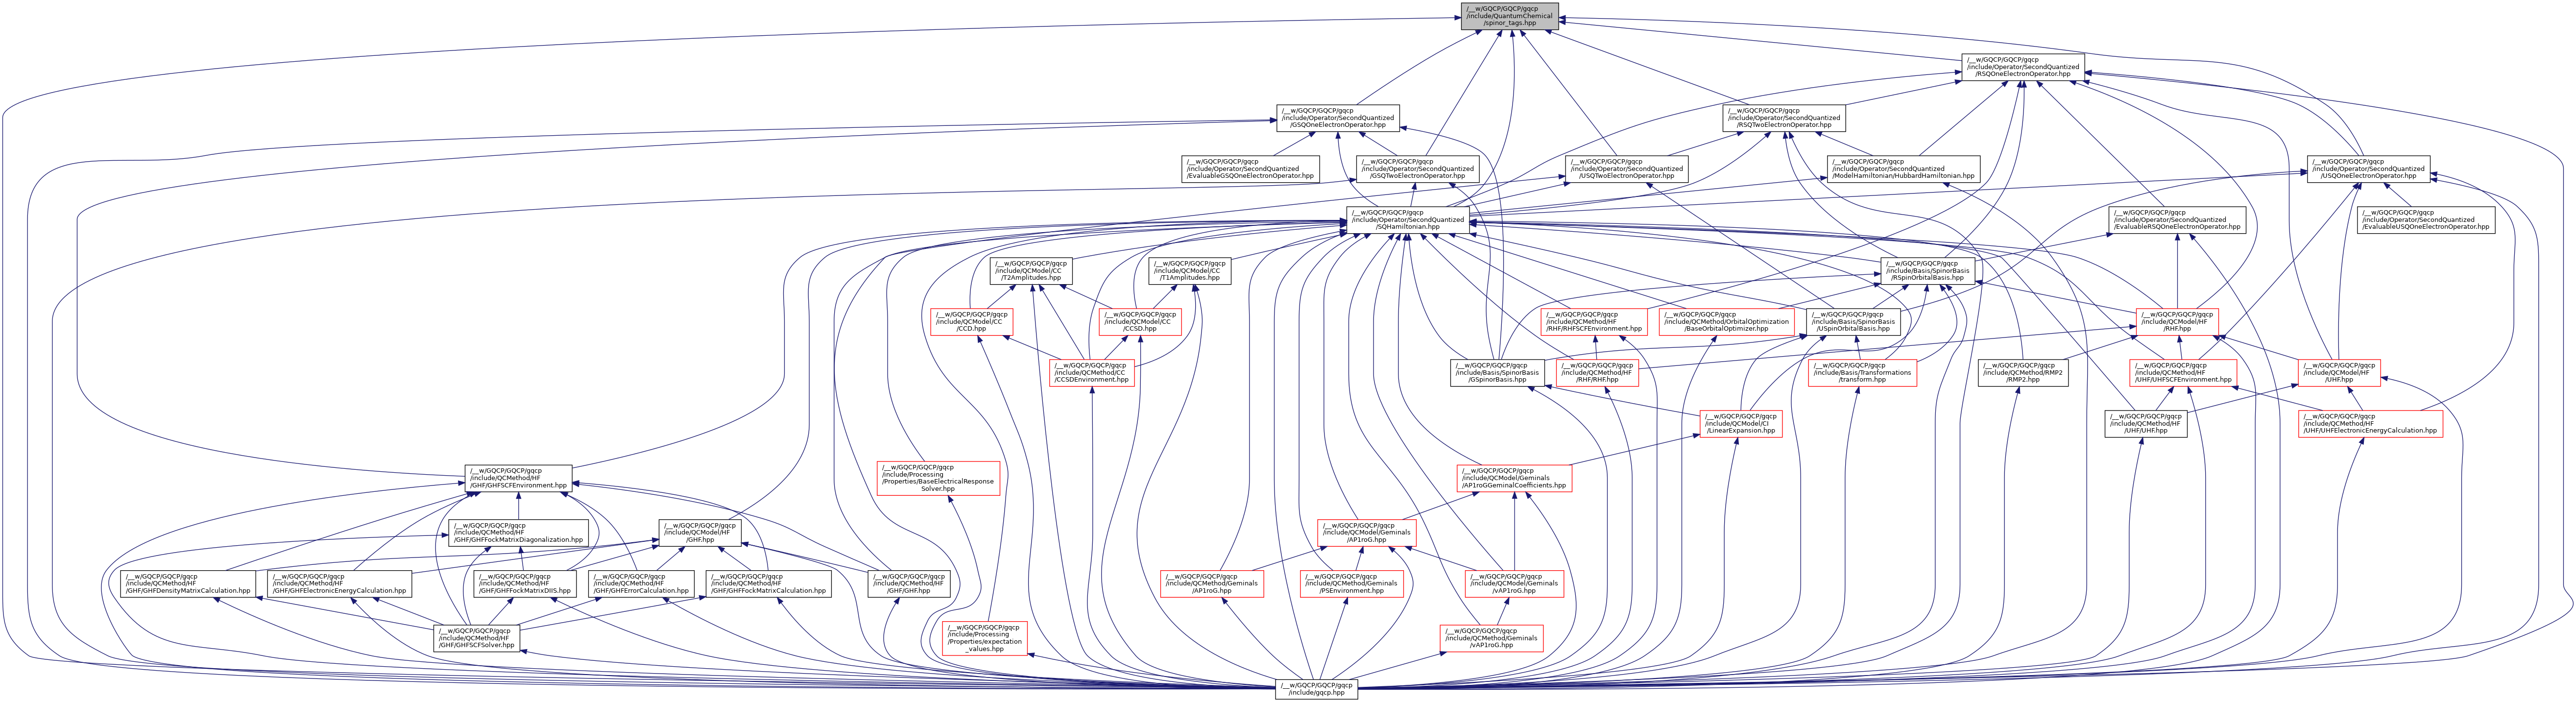 /__w/GQCP/GQCP/gqcp
/include/QuantumChemical
/spinor_tags.hpp
/__w/GQCP/GQCP/gqcp
/include/Operator/SecondQuantized
/RSQOneElectronOperator.hpp
/__w/GQCP/GQCP/gqcp
/include/Operator/SecondQuantized
/GSQOneElectronOperator.hpp
/__w/GQCP/GQCP/gqcp
/include/Operator/SecondQuantized
/RSQTwoElectronOperator.hpp
/__w/GQCP/GQCP/gqcp
/include/Operator/SecondQuantized
/EvaluableGSQOneElectronOperator.hpp
/__w/GQCP/GQCP/gqcp
/include/Operator/SecondQuantized
/GSQTwoElectronOperator.hpp
/__w/GQCP/GQCP/gqcp
/include/Operator/SecondQuantized
/USQTwoElectronOperator.hpp
/__w/GQCP/GQCP/gqcp
/include/Operator/SecondQuantized
/ModelHamiltonian/HubbardHamiltonian.hpp
/__w/GQCP/GQCP/gqcp
/include/Operator/SecondQuantized
/USQOneElectronOperator.hpp
/__w/GQCP/GQCP/gqcp
/include/Operator/SecondQuantized
/SQHamiltonian.hpp
/__w/GQCP/GQCP/gqcp
/include/Operator/SecondQuantized
/EvaluableRSQOneElectronOperator.hpp
/__w/GQCP/GQCP/gqcp
/include/Operator/SecondQuantized
/EvaluableUSQOneElectronOperator.hpp
/__w/GQCP/GQCP/gqcp
/include/QCModel/CC
/T2Amplitudes.hpp
/__w/GQCP/GQCP/gqcp
/include/QCModel/CC
/T1Amplitudes.hpp
/__w/GQCP/GQCP/gqcp
/include/Basis/SpinorBasis
/RSpinOrbitalBasis.hpp
/__w/GQCP/GQCP/gqcp
/include/QCModel/CC
/CCD.hpp
/__w/GQCP/GQCP/gqcp
/include/QCModel/CC
/CCSD.hpp
/__w/GQCP/GQCP/gqcp
/include/QCMethod/HF
/RHF/RHFSCFEnvironment.hpp
/__w/GQCP/GQCP/gqcp
/include/QCMethod/OrbitalOptimization
/BaseOrbitalOptimizer.hpp
/__w/GQCP/GQCP/gqcp
/include/Basis/SpinorBasis
/USpinOrbitalBasis.hpp
/__w/GQCP/GQCP/gqcp
/include/QCModel/HF
/RHF.hpp
/__w/GQCP/GQCP/gqcp
/include/QCMethod/CC
/CCSDEnvironment.hpp
/__w/GQCP/GQCP/gqcp
/include/Basis/SpinorBasis
/GSpinorBasis.hpp
/__w/GQCP/GQCP/gqcp
/include/QCMethod/HF
/RHF/RHF.hpp
/__w/GQCP/GQCP/gqcp
/include/Basis/Transformations
/transform.hpp
/__w/GQCP/GQCP/gqcp
/include/QCMethod/RMP2
/RMP2.hpp
/__w/GQCP/GQCP/gqcp
/include/QCMethod/HF
/UHF/UHFSCFEnvironment.hpp
/__w/GQCP/GQCP/gqcp
/include/QCModel/HF
/UHF.hpp
/__w/GQCP/GQCP/gqcp
/include/QCModel/CI
/LinearExpansion.hpp
/__w/GQCP/GQCP/gqcp
/include/QCMethod/HF
/UHF/UHF.hpp
/__w/GQCP/GQCP/gqcp
/include/QCMethod/HF
/UHF/UHFElectronicEnergyCalculation.hpp
/__w/GQCP/GQCP/gqcp
/include/QCMethod/HF
/GHF/GHFSCFEnvironment.hpp
/__w/GQCP/GQCP/gqcp
/include/Processing
/Properties/BaseElectricalResponse
Solver.hpp
/__w/GQCP/GQCP/gqcp
/include/QCModel/Geminals
/AP1roGGeminalCoefficients.hpp
/__w/GQCP/GQCP/gqcp
/include/QCMethod/HF
/GHF/GHFFockMatrixDiagonalization.hpp
/__w/GQCP/GQCP/gqcp
/include/QCModel/HF
/GHF.hpp
/__w/GQCP/GQCP/gqcp
/include/QCModel/Geminals
/AP1roG.hpp
/__w/GQCP/GQCP/gqcp
/include/QCMethod/HF
/GHF/GHFDensityMatrixCalculation.hpp
/__w/GQCP/GQCP/gqcp
/include/QCMethod/HF
/GHF/GHFElectronicEnergyCalculation.hpp
/__w/GQCP/GQCP/gqcp
/include/QCMethod/HF
/GHF/GHFFockMatrixDIIS.hpp
/__w/GQCP/GQCP/gqcp
/include/QCMethod/HF
/GHF/GHFErrorCalculation.hpp
/__w/GQCP/GQCP/gqcp
/include/QCMethod/HF
/GHF/GHFFockMatrixCalculation.hpp
/__w/GQCP/GQCP/gqcp
/include/QCMethod/HF
/GHF/GHF.hpp
/__w/GQCP/GQCP/gqcp
/include/QCMethod/Geminals
/AP1roG.hpp
/__w/GQCP/GQCP/gqcp
/include/QCMethod/Geminals
/PSEnvironment.hpp
/__w/GQCP/GQCP/gqcp
/include/QCModel/Geminals
/vAP1roG.hpp
/__w/GQCP/GQCP/gqcp
/include/QCMethod/HF
/GHF/GHFSCFSolver.hpp
/__w/GQCP/GQCP/gqcp
/include/Processing
/Properties/expectation
_values.hpp
/__w/GQCP/GQCP/gqcp
/include/QCMethod/Geminals
/vAP1roG.hpp
/__w/GQCP/GQCP/gqcp
/include/gqcp.hpp